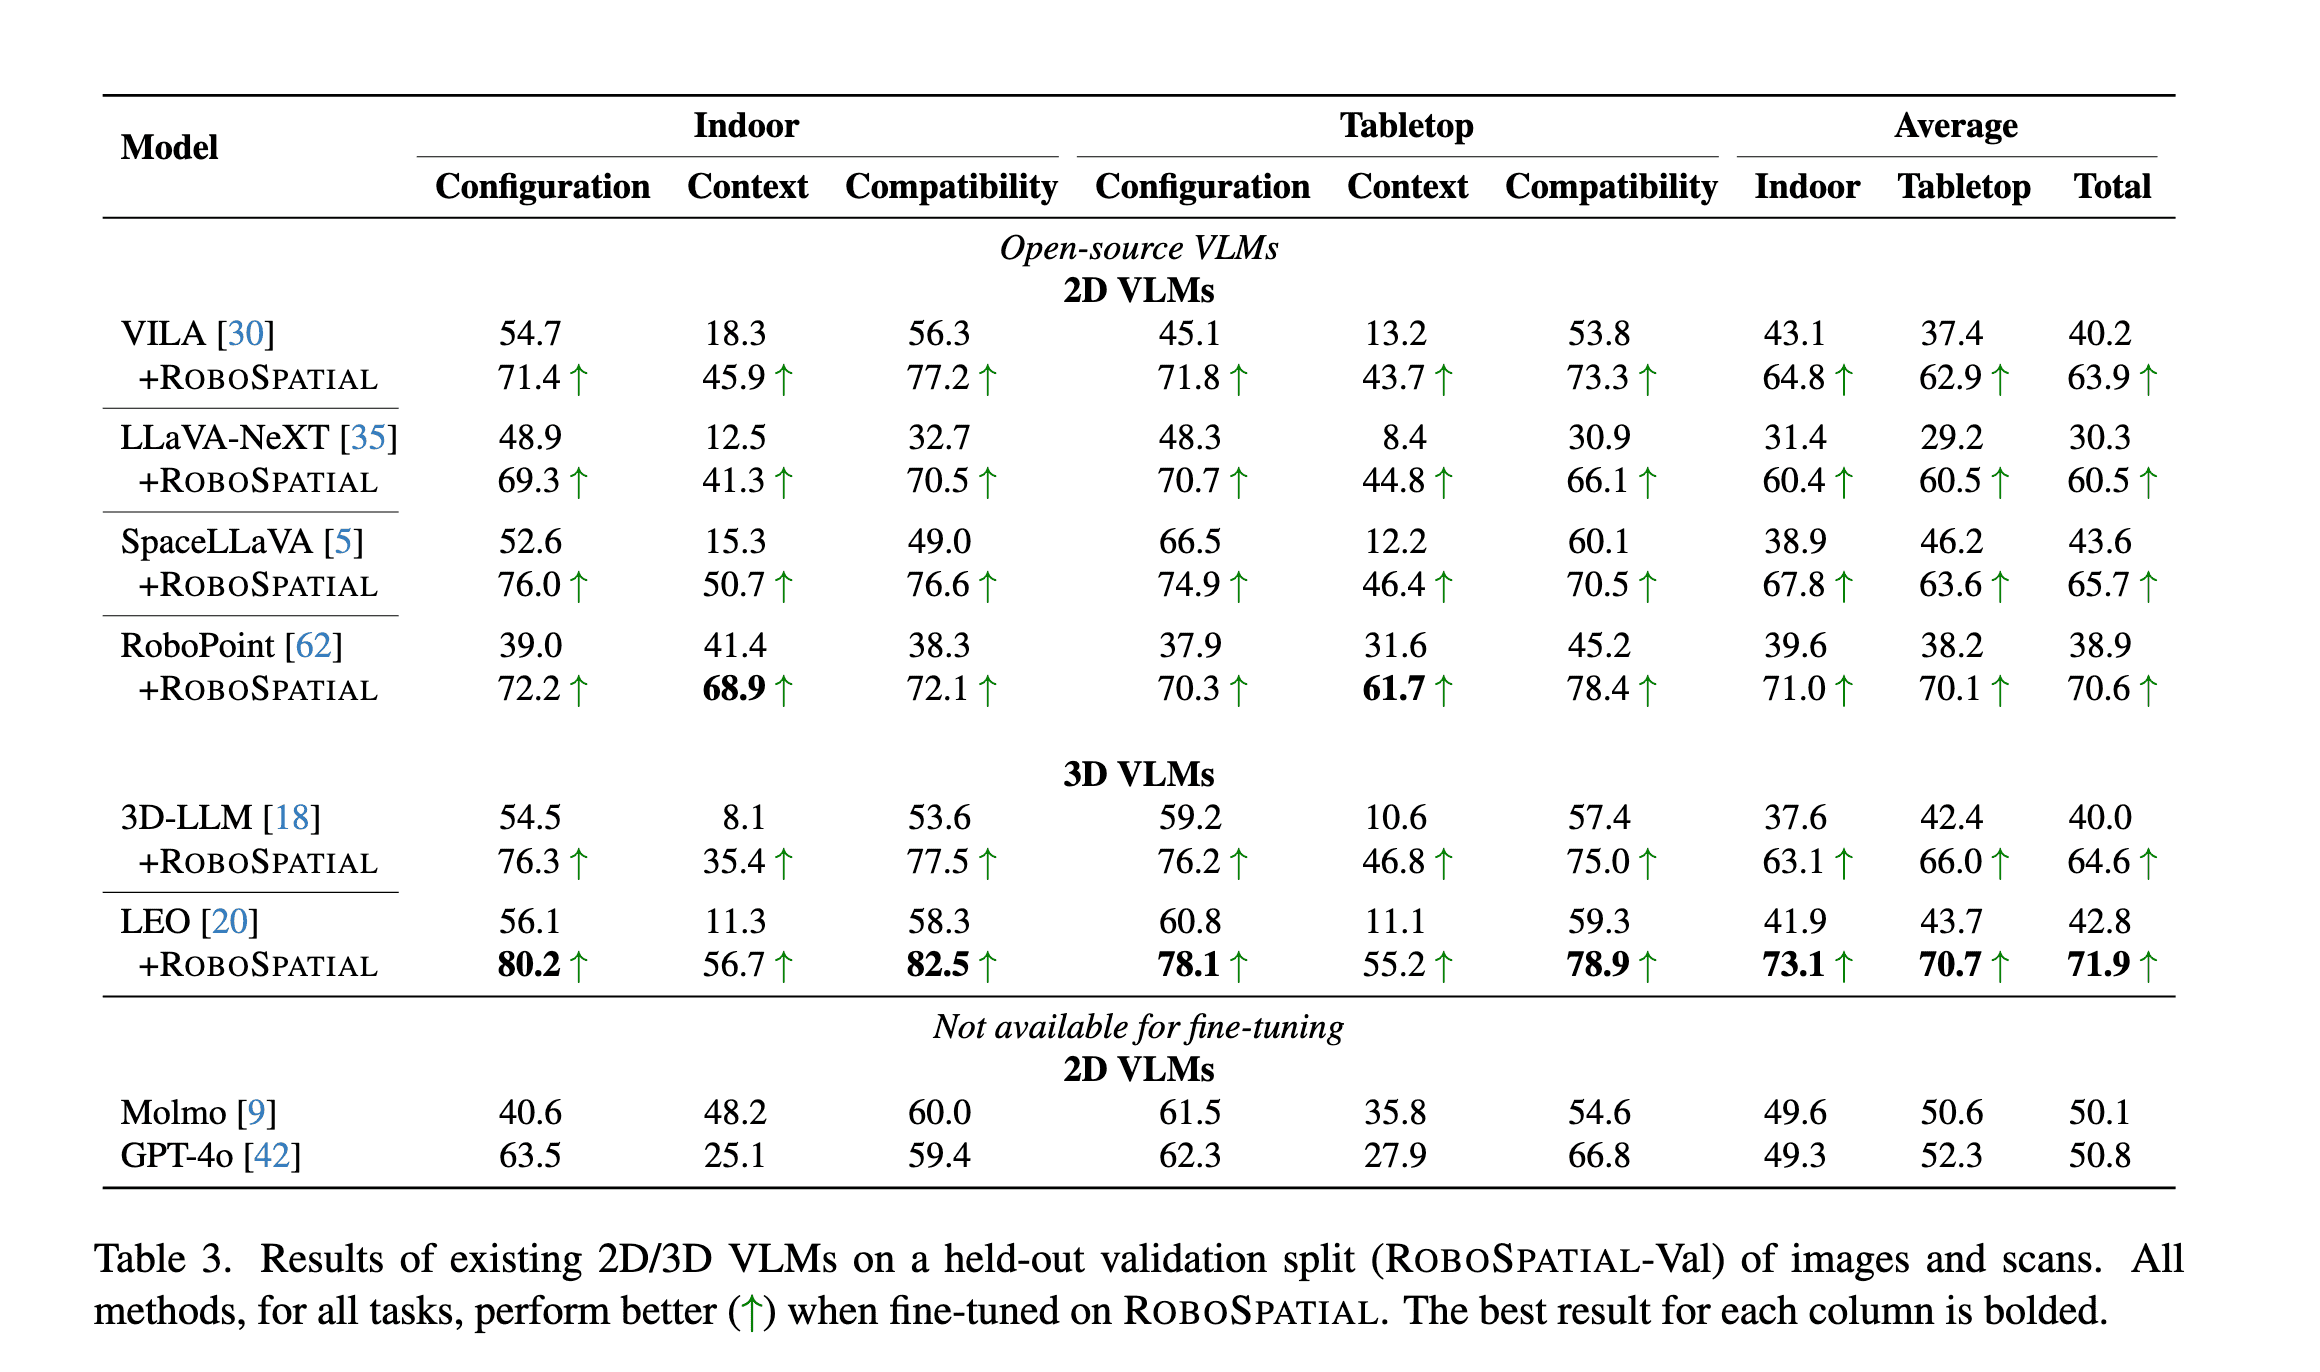 Model Indoor Tabletop Average
Configuration Context Compatibility Configuration Context Compatibility Indoor Tabletop Total
Open-source VLMs
2D VLMs
VILA [30] 54.7 18.3 56.3 45.1 13.2 53.8 43.1 37.4 40.2
+ROBOSPATIAL 71.4 ↑ 45.9 ↑ 77.2 ↑ 71.8 ↑ 43.7 ↑ 73.3 ↑ 64.8 ↑ 62.9 ↑ 63.9 ↑
LLaVA-NeXT [35] 48.9 12.5 32.7 48.3 8.4 30.9 31.4 29.2 30.3
+ROBOSPATIAL 69.3 ↑ 41.3 ↑ 70.5 ↑ 70.7 ↑ 44.8 ↑ 66.1 ↑ 60.4 ↑ 60.5 ↑ 60.5 ↑
SpaceLLaVA [5] 52.6 15.3 49.0 66.5 12.2 60.1 38.9 46.2 43.6
+ROBOSPATIAL 76.0 ↑ 50.7 ↑ 76.6 ↑ 74.9 ↑ 46.4 ↑ 70.5 ↑ 67.8 ↑ 63.6 ↑ 65.7 ↑
RoboPoint [62] 39.0 41.4 38.3 37.9 31.6 45.2 39.6 38.2 38.9
+ROBOSPATIAL 72.2 ↑ 68.9 ↑ 72.1 ↑ 70.3 ↑ 61.7 ↑ 78.4 ↑ 71.0 ↑ 70.1 ↑ 70.6 ↑
3D VLMs
3D-LLM [18] 54.5 8.1 53.6 59.2 10.6 57.4 37.6 42.4 40.0
+ROBOSPATIAL 76.3 ↑ 35.4 ↑ 77.5 ↑ 76.2 ↑ 46.8 ↑ 75.0 ↑ 63.1 ↑ 66.0 ↑ 64.6 ↑
LEO [20] 56.1 11.3 58.3 60.8 11.1 59.3 41.9 43.7 42.8
+ROBOSPATIAL 80.2 ↑ 56.7 ↑ 82.5 ↑ 78.1 ↑ 55.2 ↑ 78.9 ↑ 73.1 ↑ 70.7 ↑ 71.9 ↑
Not available for fine-tuning
2D VLMs
Molmo [9] 40.6 48.2 60.0 61.5 35.8 54.6 49.6 50.6 50.1
GPT-4o [42] 63.5 25.1 59.4 62.3 27.9 66.8 49.3 52.3 50.8
Table 3. Results of existing 2D/3D VLMs on a held-out validation split (ROBOSPATIAL-Val) of images and scans. All
methods, for all tasks, perform better (↑) when fine-tuned on ROBOSPATIAL. The best result for each column is bolded.